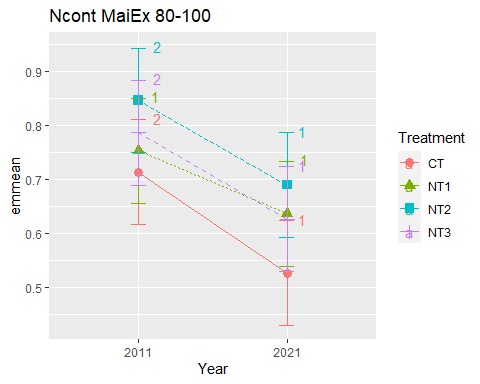 Ncont MaiEx 80-100
emmean
0.9
0.8
0.7
0.6
0.5
2
2
1
2
1
1
1
1
2011
2021
Year
Treatment
a CT
a NT1
a NT2
a NT3